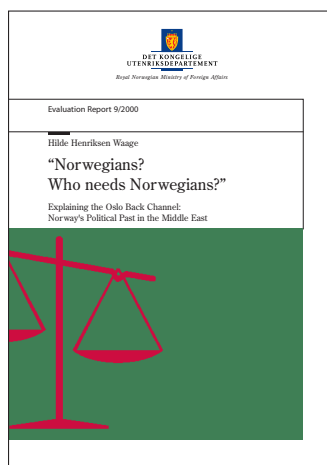 DET KONGELIGE
UTENRIKSDEPARTEMENT
Royal Norwegian Ministry of Foreign Affairs
Evaluation Report 9/2000
Hilde Henriksen Waage
“Norwegians?
Who needs Norwegians?”
Explaining the Oslo Back Channel:
Norway's Political Past in the Middle East